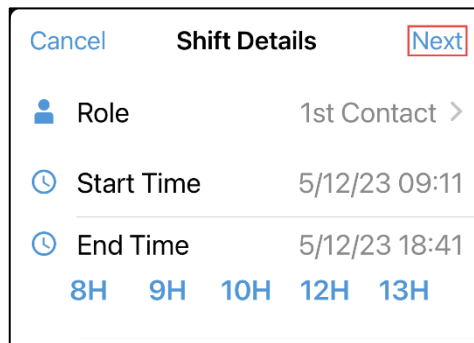 Cancel Shift Details Next
Role 1st Contact
Start Time 5/12/23 09:11
End Time 5/12/23 18:41
8H 9H 10H 12H 13H